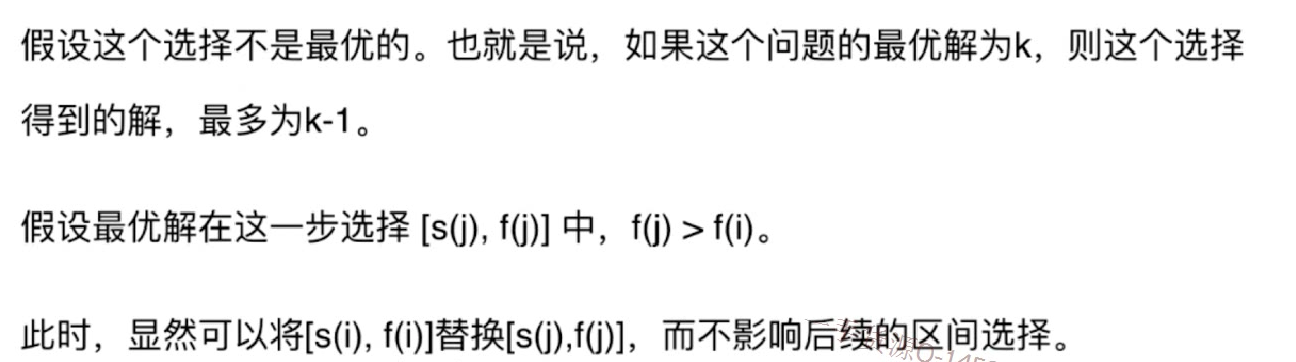 假设这个选择不是最优的。也就是说，如果这个问题的最优解为k，则这个选择
得到的解，最多为k-1。
假设最优解在这一步选择 [s(j), f(j)] 中，f(j) > f(i)。
此时，显然可以将[s(i), f(i)]替换[s(j),f(j)]，而不影响后续的区间选择。